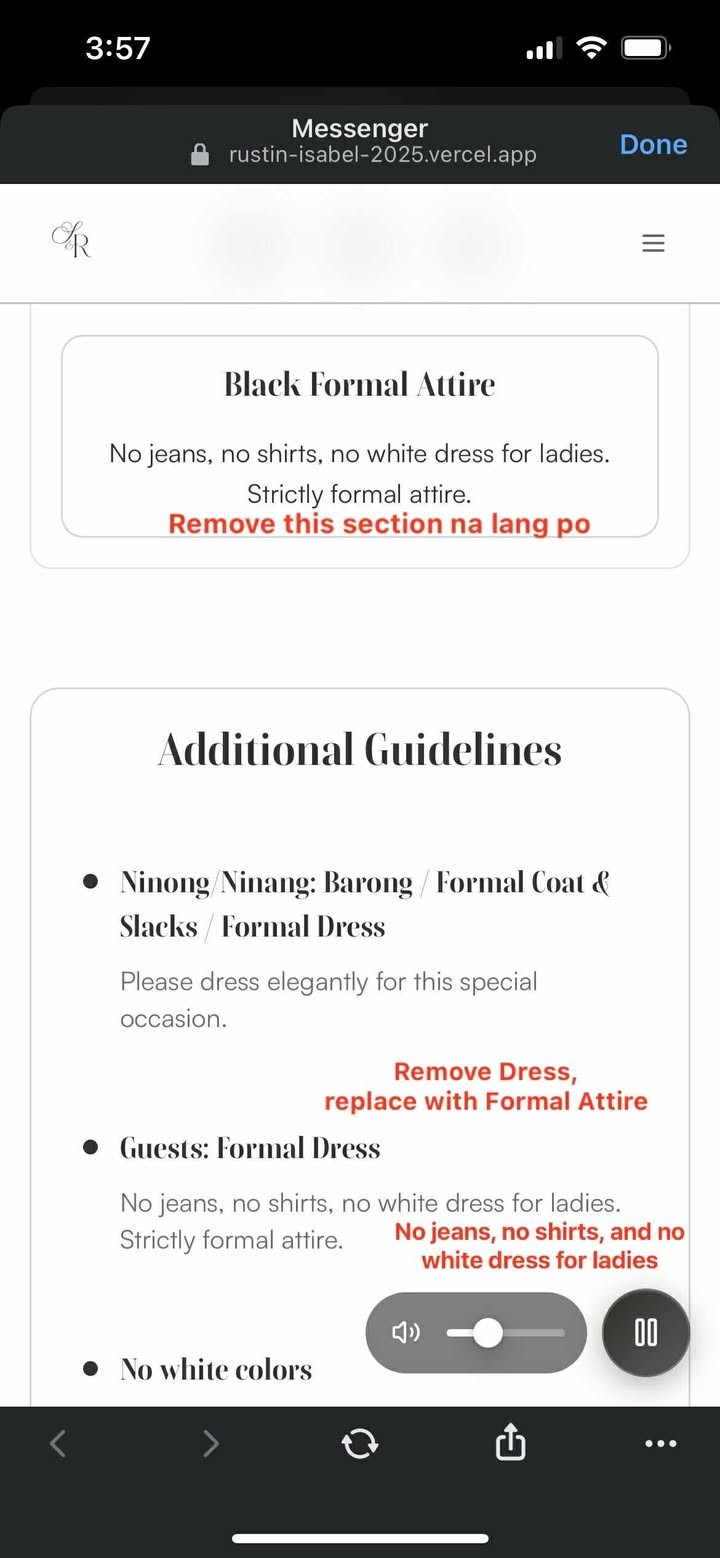 3:57
Messenger
rustin-isabel-2025.vercel.app
Done
S&R
Black Formal Attire
No jeans, no shirts, no white dress for ladies.
Strictly formal attire.
Remove this section na lang po
Additional Guidelines
Ninong/Ninang: Barong / Formal Coat &
Slacks / Formal Dress
Please dress elegantly for this special
occasion.
Remove Dress,
replace with Formal Attire
Guests: Formal Dress
No jeans, no shirts, no white dress for ladies.
Strictly formal attire.
No jeans, no shirts, and no
white dress for ladies
No white colors